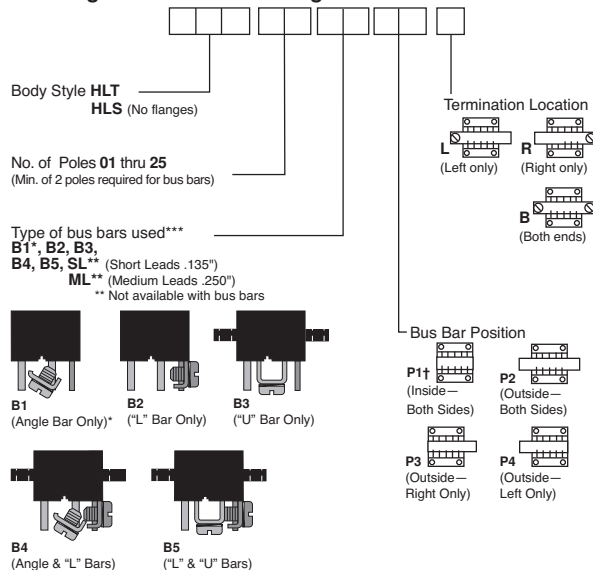 Body Style HLT
HLS (No flanges)
No. of Poles 01 thru 25
(Min. of 2 poles required for bus bars)
Type of bus bars used***
B1*, B2, B3,
B4, B5, SL** (Short Leads .135")
ML** (Medium Leads .250")
** Not available with bus bars
B1
(Angle Bar Only)*
B2
(“L” Bar Only)
B3
(“U” Bar Only)
B4
(Angle & “L” Bars)
B5
(“L” & “U” Bars)
Termination Location
L
(Left only)
R
(Right only)
B
(Both ends)
Bus Bar Position
P1†
(Inside—
Both Sides)
P2
(Outside—
Both Sides)
P3
(Outside—
Right Only)
P4
(Outside—
Left Only)